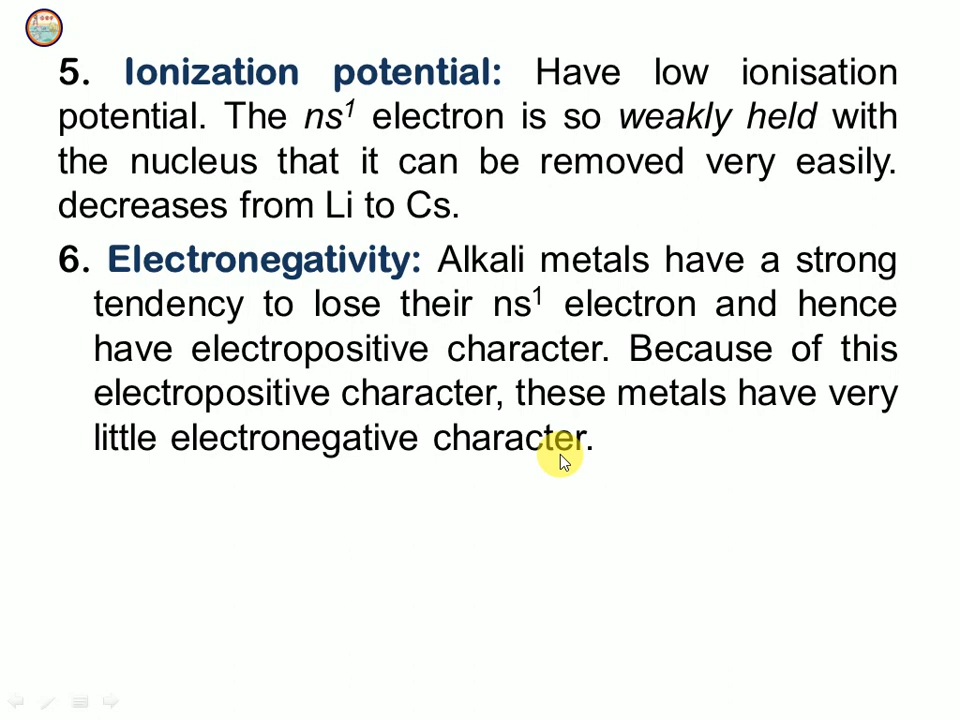 5. Ionization potential: Have low ionisation
potential. The ns¹ electron is so weakly held with
the nucleus that it can be removed very easily.
decreases from Li to Cs.
6. Electronegativity: Alkali metals have a strong
tendency to lose their ns¹ electron and hence
have electropositive character. Because of this
electropositive character, these metals have very
little electronegative character.